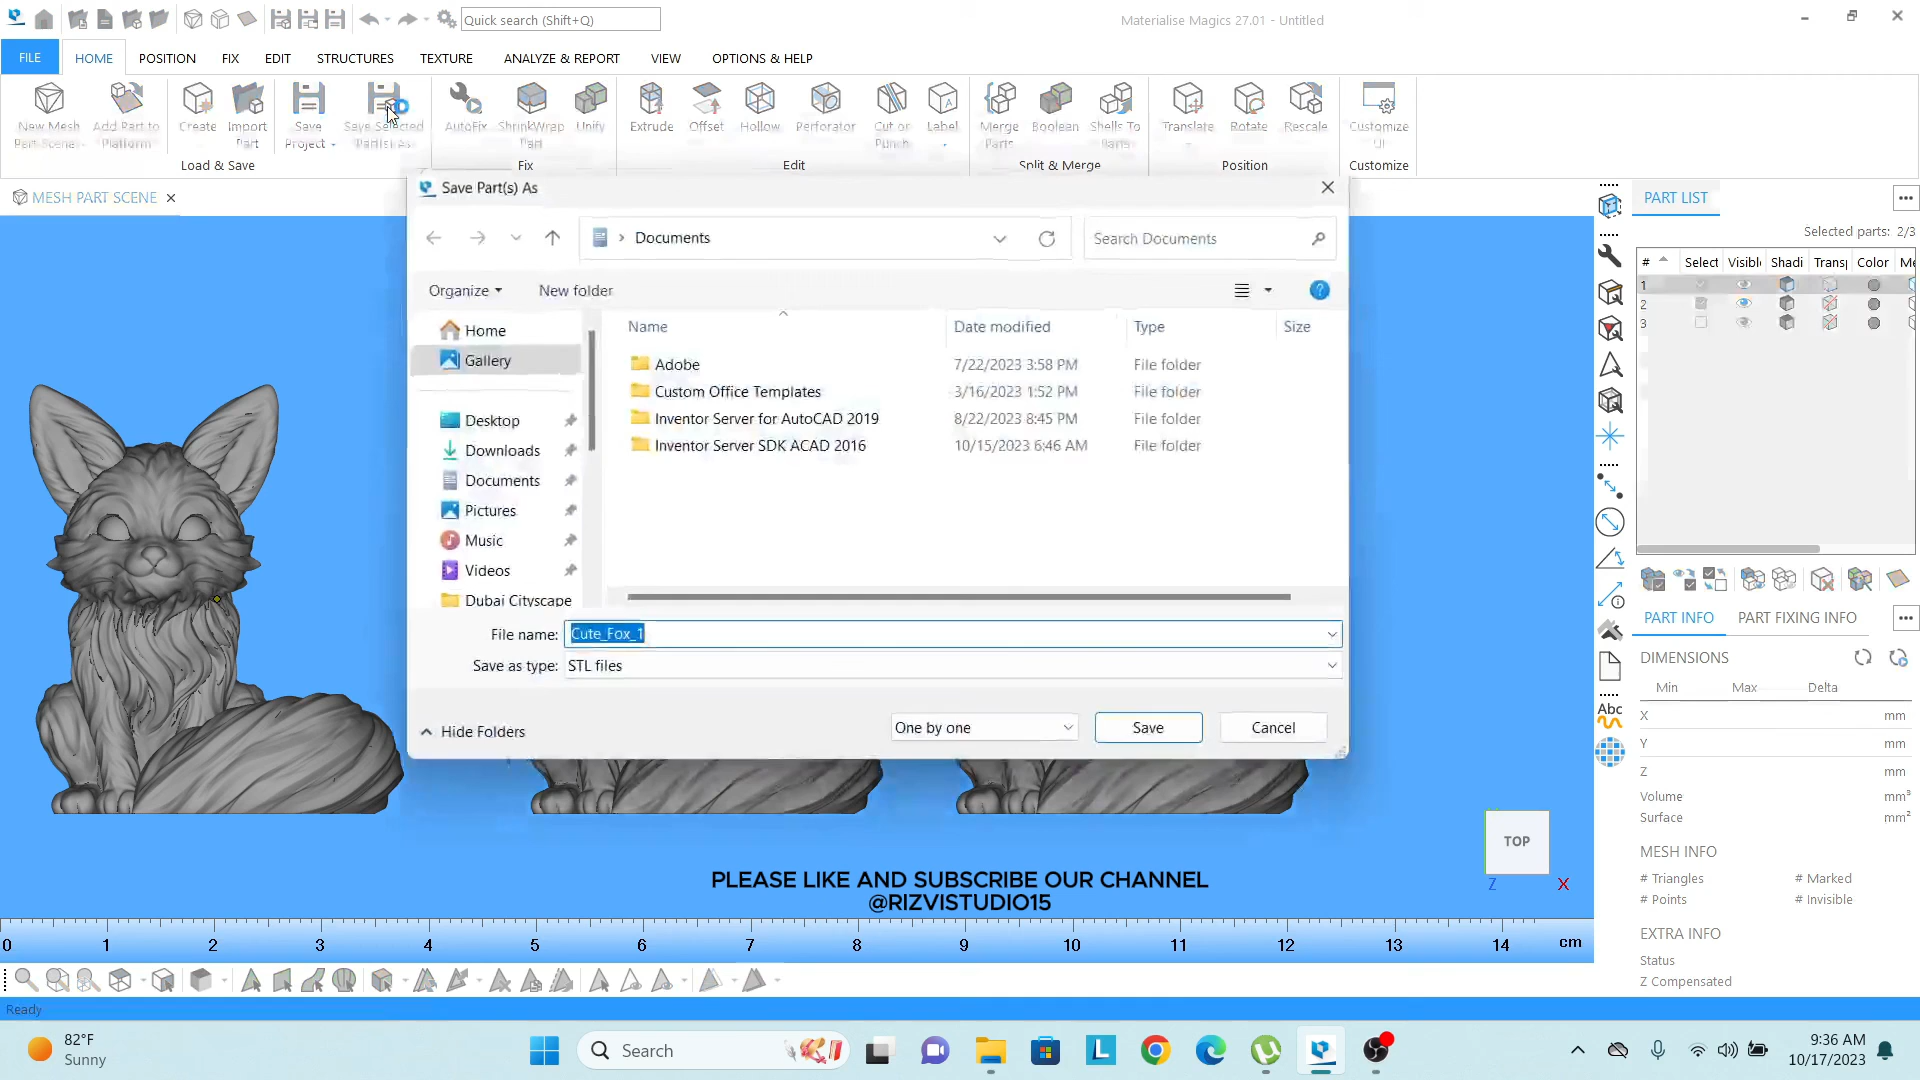 Quick search (Shift+Q)
Materialise Magics 27.01 - Untitled
FILE
HOME
POSITION
FIX
EDIT
STRUCTURES
TEXTURE
ANALYZE & REPORT
VIEW
OPTIONS & HELP
New Mesh
Part Scene
Add Part to
Platform
Create
Import
Part
Save
Project
Save Selected
Part(s) As
AutoFix
ShrinkWrap
Part
Unify
Extrude
Offset
Hollow
Perforator
Cut or
Punch
Label
Merge
Parts
Boolean
Shells To
Parts
Translate
Rotate
Rescale
Customize
UI
Load & Save
Fix
Edit
Split & Merge
Position
Customize
MESH PART SCENE
Save Part(s) As
Documents
Search Documents
Organize
New folder
Name
Date modified
Type
Size
Home
Gallery
Desktop
Downloads
Documents
Pictures
Music
Videos
Dubai Cityscape
Adobe 7/22/2023 3:58 PM File folder
Custom Office Templates 3/16/2023 1:52 PM File folder
Inventor Server for AutoCAD 2019 8/22/2023 8:45 PM File folder
Inventor Server SDK ACAD 2016 10/15/2023 6:46 AM File folder
File name: Cute_Fox_1
Save as type: STL files
Hide Folders
One by one
Save
Cancel
PART LIST
Selected parts: 2/3
# Select Visibl Shadi Trans Color Me
1
2
3
PART INFO
PART FIXING INFO
DIMENSIONS
Min Max Delta
X mm
Y mm
Z mm
Volume mm³
Surface mm²
MESH INFO
# Triangles # Marked
# Points # Invisible
EXTRA INFO
Status
Z Compensated
Abc
TOP
Z X
PLEASE LIKE AND SUBSCRIBE OUR CHANNEL
@RIZVISTUDIO15
0 1 2 3 4 5 6 7 8 9 10 11 12 13 14 cm
Ready
82°F
Sunny
Search
9:36 AM
10/17/2023